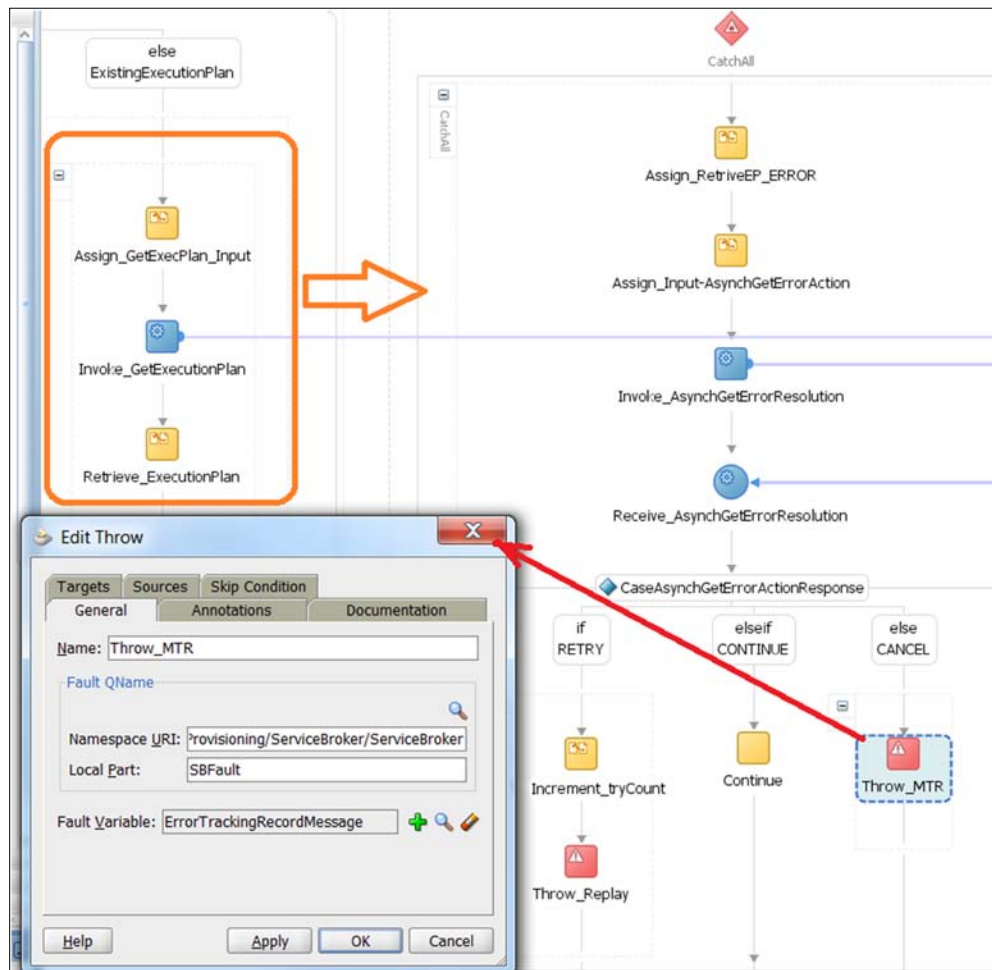 else
ExistingExecutionPlan
Assign_GetExecPlan_Input
Invoke_GetExecutionPlan
Retrieve_ExecutionPlan
CatchAll
CatchAll
Assign_RetriveEP_ERROR
Assign_Input-AsynchGetErrorAction
Invoke_AsynchGetErrorResolution
Receive_AsynchGetErrorResolution
CaseAsynchGetErrorActionResponse
if
RETRY
elseif
CONTINUE
else
CANCEL
Increment_tryCount
Continue
Throw_MTR
Throw_Replay
Edit Throw
X
Targets Sources Skip Condition
General Annotations Documentation
Name: Throw_MTR
Fault QName
Namespace URI: Provisioning/ServiceBroker/ServiceBroker
Local Part: SBFault
Fault Variable: ErrorTrackingRecordMessage
Help Apply OK Cancel